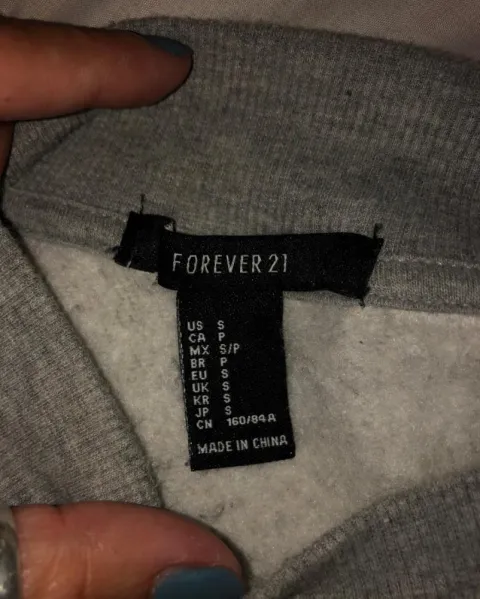 FOREVER 21
US S
CA P
MX S/P
BR P
EU S
UK S
KR S
JP S
CN 160/84A
MADE IN CHINA